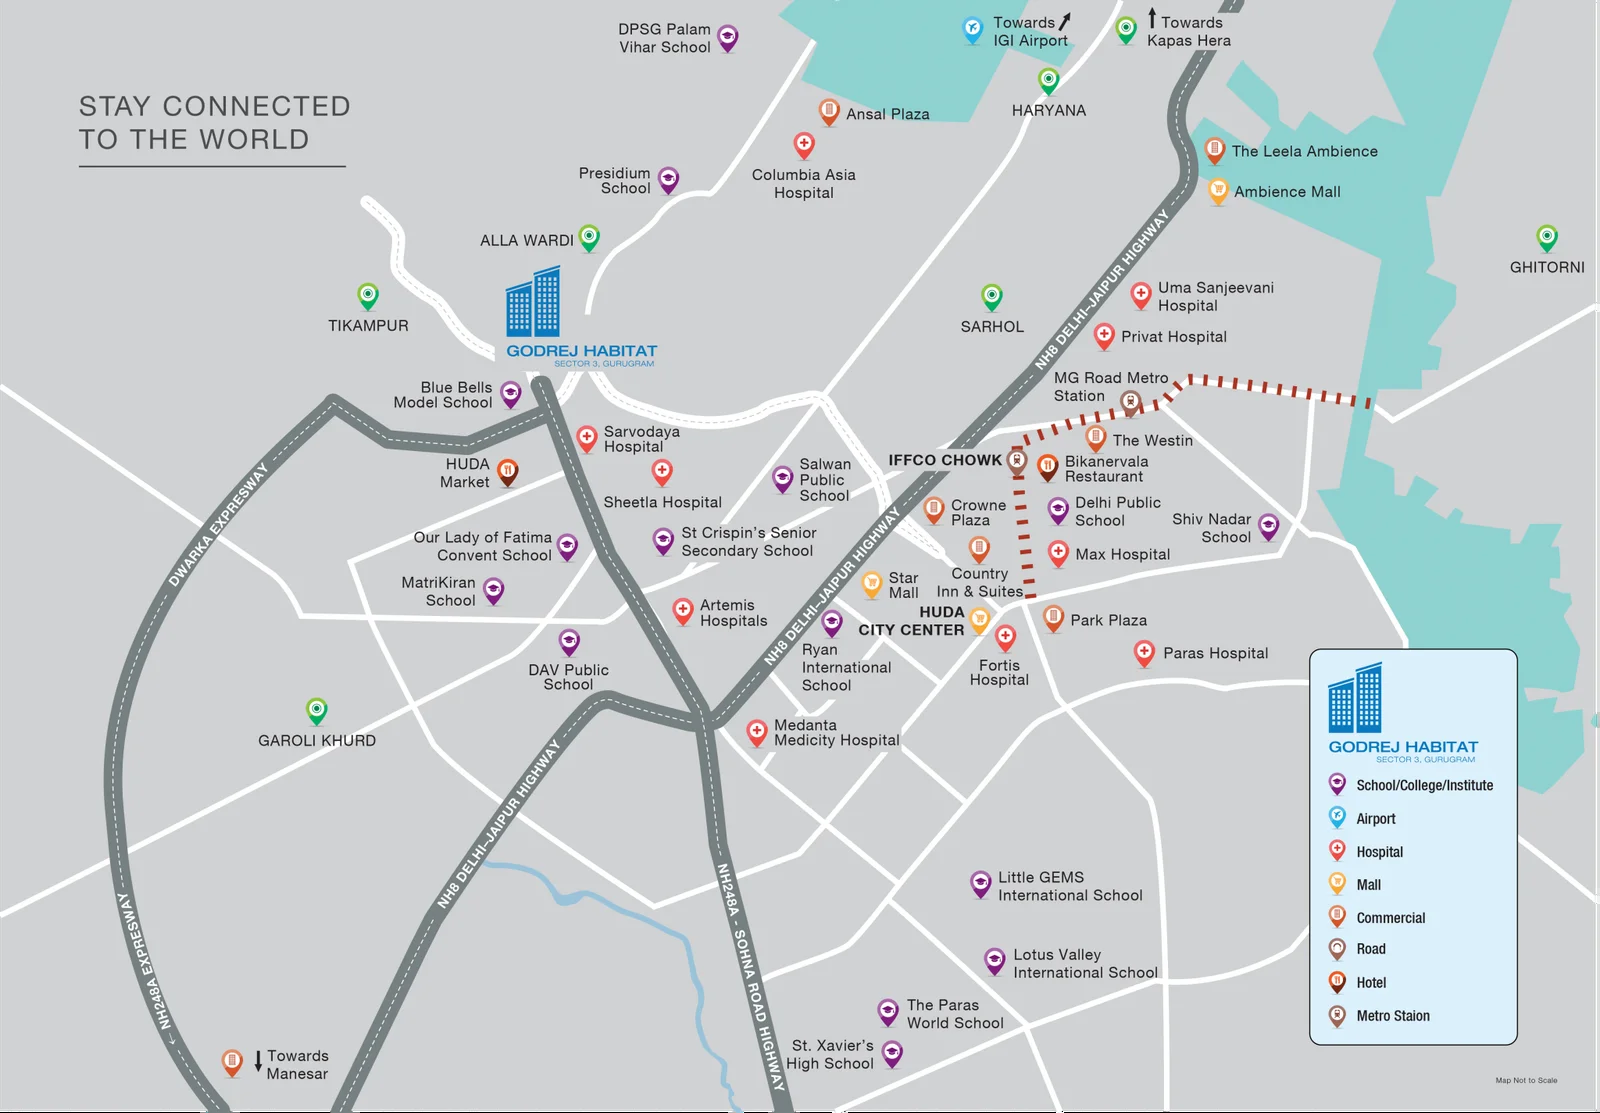 STAY CONNECTED
TO THE WORLD
DPSG Palam
Vihar School
Towards
IGI Airport
Towards
Kapas Hera
HARYANA
Ansal Plaza
Columbia Asia
Hospital
Presidium
School
The Leela Ambience
Ambience Mall
ALLA WARDI
GHITORNI
TIKAMPUR
GODREJ HABITAT
SECTOR 3, GURUGRAM
SARHOL
Uma Sanjeevani
Hospital
Privat Hospital
NH8 DELHI–JAIPUR HIGHWAY
MG Road Metro
Station
Blue Bells
Model School
The Westin
IFFCO CHOWK
Bikanervala
Restaurant
Sarvodaya
Hospital
HUDA
Market
Sheetla Hospital
Salwan
Public
School
Crowne
Plaza
Delhi Public
School
Shiv Nadar
School
DWARKA EXPRESWAY
Our Lady of Fatima
Convent School
St Crispin's Senior
Secondary School
NH8 DELHI–JAIPUR HIGHWAY
Max Hospital
Country
Inn & Suites
MatriKiran
School
Star
Mall
Artemis
Hospitals
HUDA
CITY CENTER
Park Plaza
Ryan
International
School
Fortis
Hospital
Paras Hospital
DAV Public
School
GAROLI KHURD
Medanta
Medicity Hospital
NH8 DELHI–JAIPUR HIGHWAY
NH248A - SOHNA ROAD HIGHWAY
NH248A EXPRESWAY
Little GEMS
International School
Lotus Valley
International School
The Paras
World School
St. Xavier's
High School
Towards
Manesar
GODREJ HABITAT
SECTOR 3, GURUGRAM
School/College/Institute
Airport
Hospital
Mall
Commercial
Road
Hotel
Metro Staion
Map Not to Scale